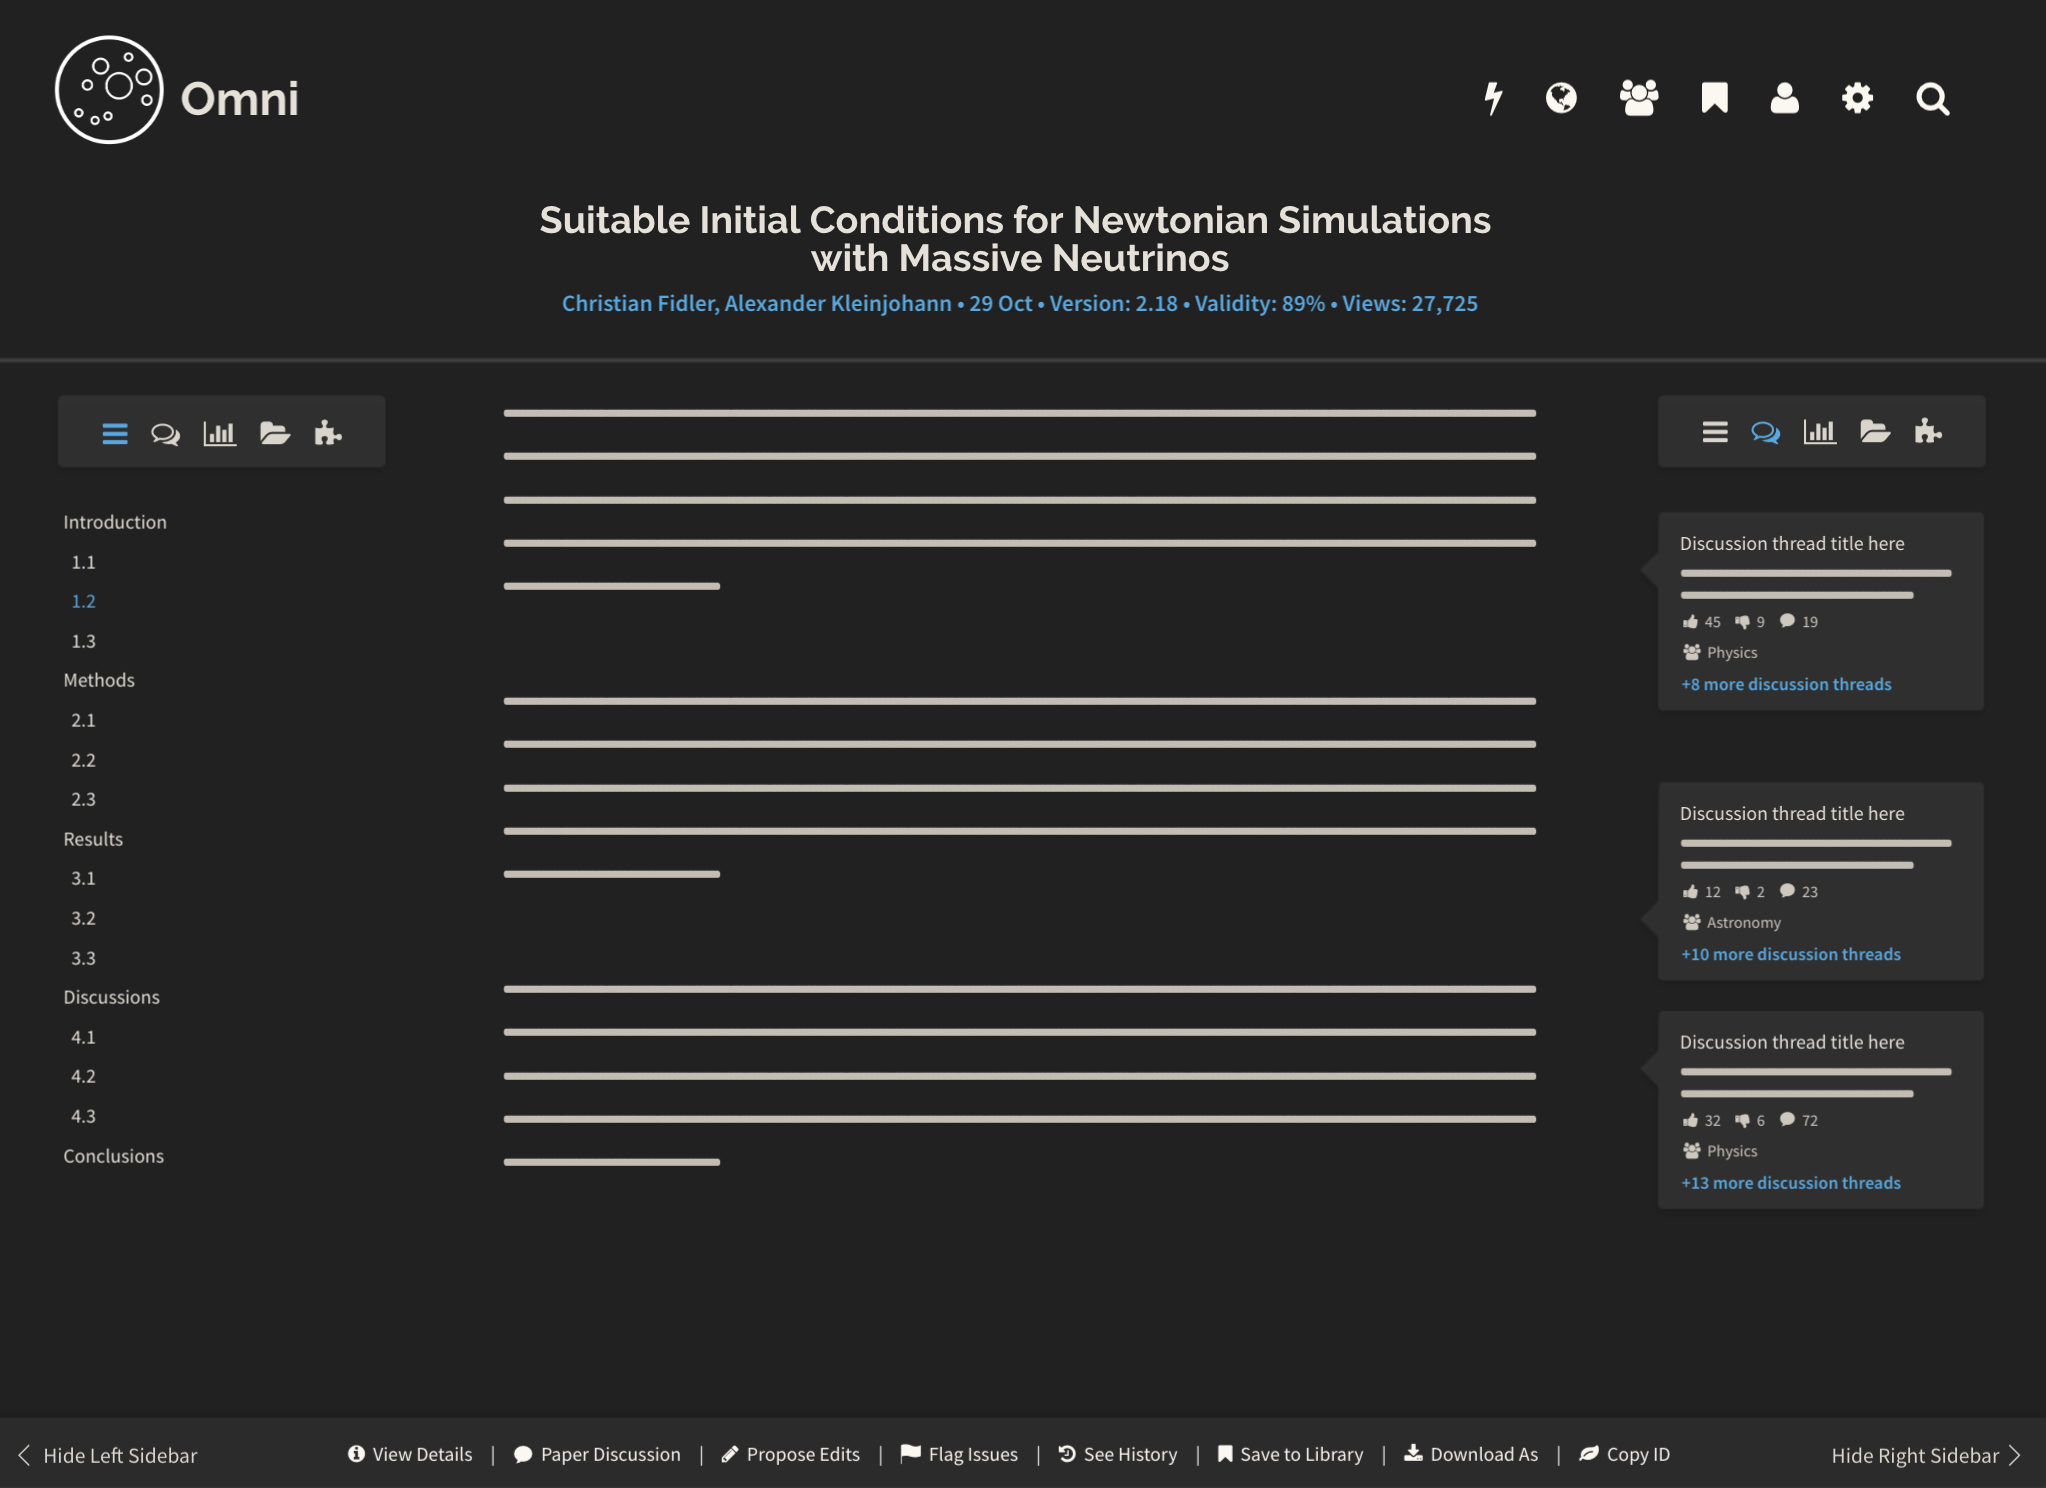 Omni
Suitable Initial Conditions for Newtonian Simulations
with Massive Neutrinos
Christian Fidler, Alexander Kleinjohann • 29 Oct • Version: 2.18 • Validity: 89% • Views: 27,725
Introduction
1.1
1.2
1.3
Methods
2.1
2.2
2.3
Results
3.1
3.2
3.3
Discussions
4.1
4.2
4.3
Conclusions
Discussion thread title here
45 9 19
Physics
+8 more discussion threads
Discussion thread title here
12 2 23
Astronomy
+10 more discussion threads
Discussion thread title here
32 6 72
Physics
+13 more discussion threads
Hide Left Sidebar
View Details | Paper Discussion | Propose Edits | Flag Issues | See History | Save to Library | Download As | Copy ID
Hide Right Sidebar